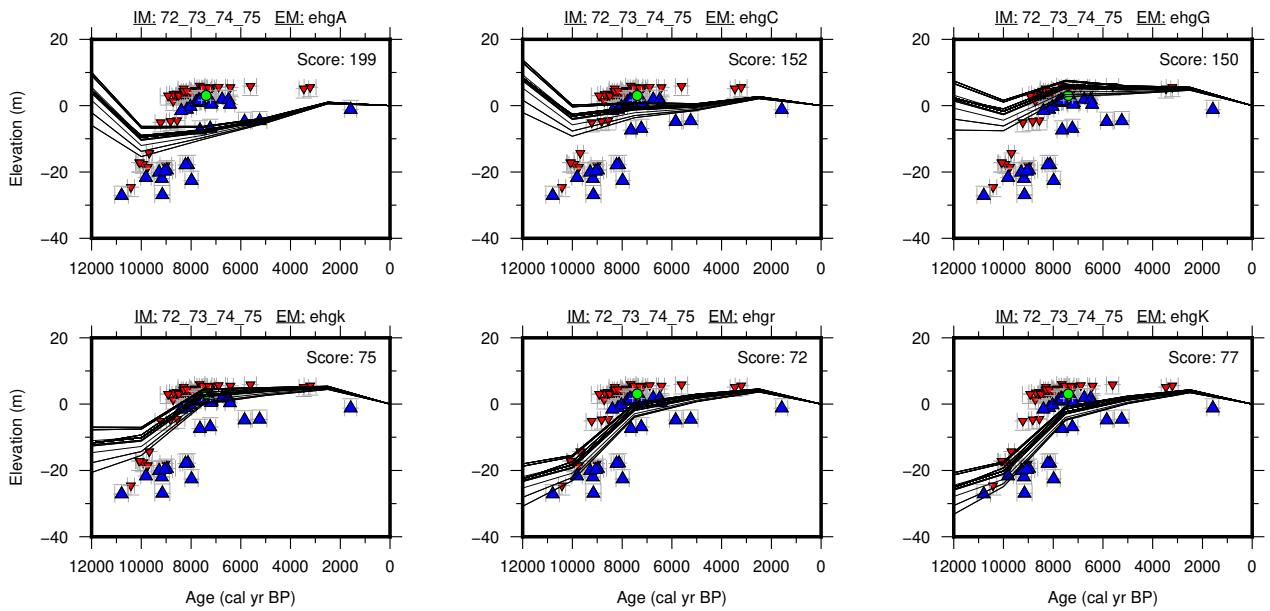 IM: 72_73_74_75 EM: ehgA
IM: 72_73_74_75 EM: ehgC
IM: 72_73_74_75 EM: ehgG
20
0
−20
−40
Elevation (m)
Score: 199
12000 10000 8000 6000 4000 2000 0
20
0
−20
−40
Score: 152
12000 10000 8000 6000 4000 2000 0
20
0
−20
−40
Score: 150
12000 10000 8000 6000 4000 2000 0
IM: 72_73_74_75 EM: ehgk
IM: 72_73_74_75 EM: ehgr
IM: 72_73_74_75 EM: ehgK
20
0
−20
−40
Elevation (m)
Score: 75
12000 10000 8000 6000 4000 2000 0
Age (cal yr BP)
20
0
−20
−40
Score: 72
12000 10000 8000 6000 4000 2000 0
Age (cal yr BP)
20
0
−20
−40
Score: 77
12000 10000 8000 6000 4000 2000 0
Age (cal yr BP)